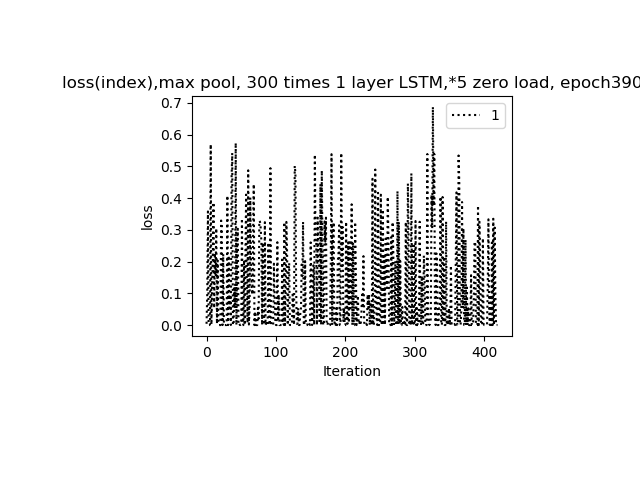 loss(index),max pool, 300 times 1 layer LSTM,*5 zero load, epoch390
0.7
0.6
0.5
0.4
0.3
0.2
0.1
0.0
loss
1
0 100 200 300 400
Iteration